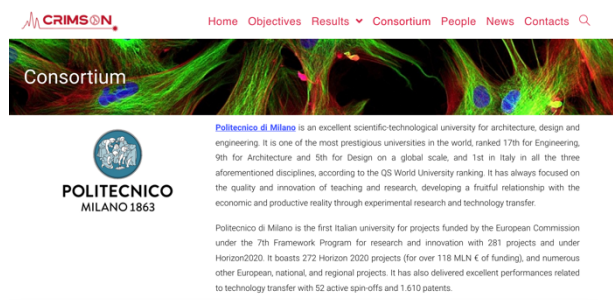 CRIMSON
Home Objectives Results Consortium People News Contacts
Consortium
POLITECNICO
MILANO 1863
Politecnico di Milano is an excellent scientific-technological university for architecture, design and
engineering. It is one of the most prestigious universities in the world, ranked 17th for Engineering,
9th for Architecture and 5th for Design on a global scale, and 1st in Italy in all the three
aforementioned disciplines, according to the QS World University ranking. It has always focused on
the quality and innovation of teaching and research, developing a fruitful relationship with the
economic and productive reality through experimental research and technology transfer.
Politecnico di Milano is the first Italian university for projects funded by the European Commission
under the 7th Framework Program for research and innovation with 281 projects and under
Horizon2020. It boasts 272 Horizon 2020 projects (for over 118 MLN € of funding), and numerous
other European, national, and regional projects. It has also delivered excellent performances related
to technology transfer with 52 active spin-offs and 1.610 patents.